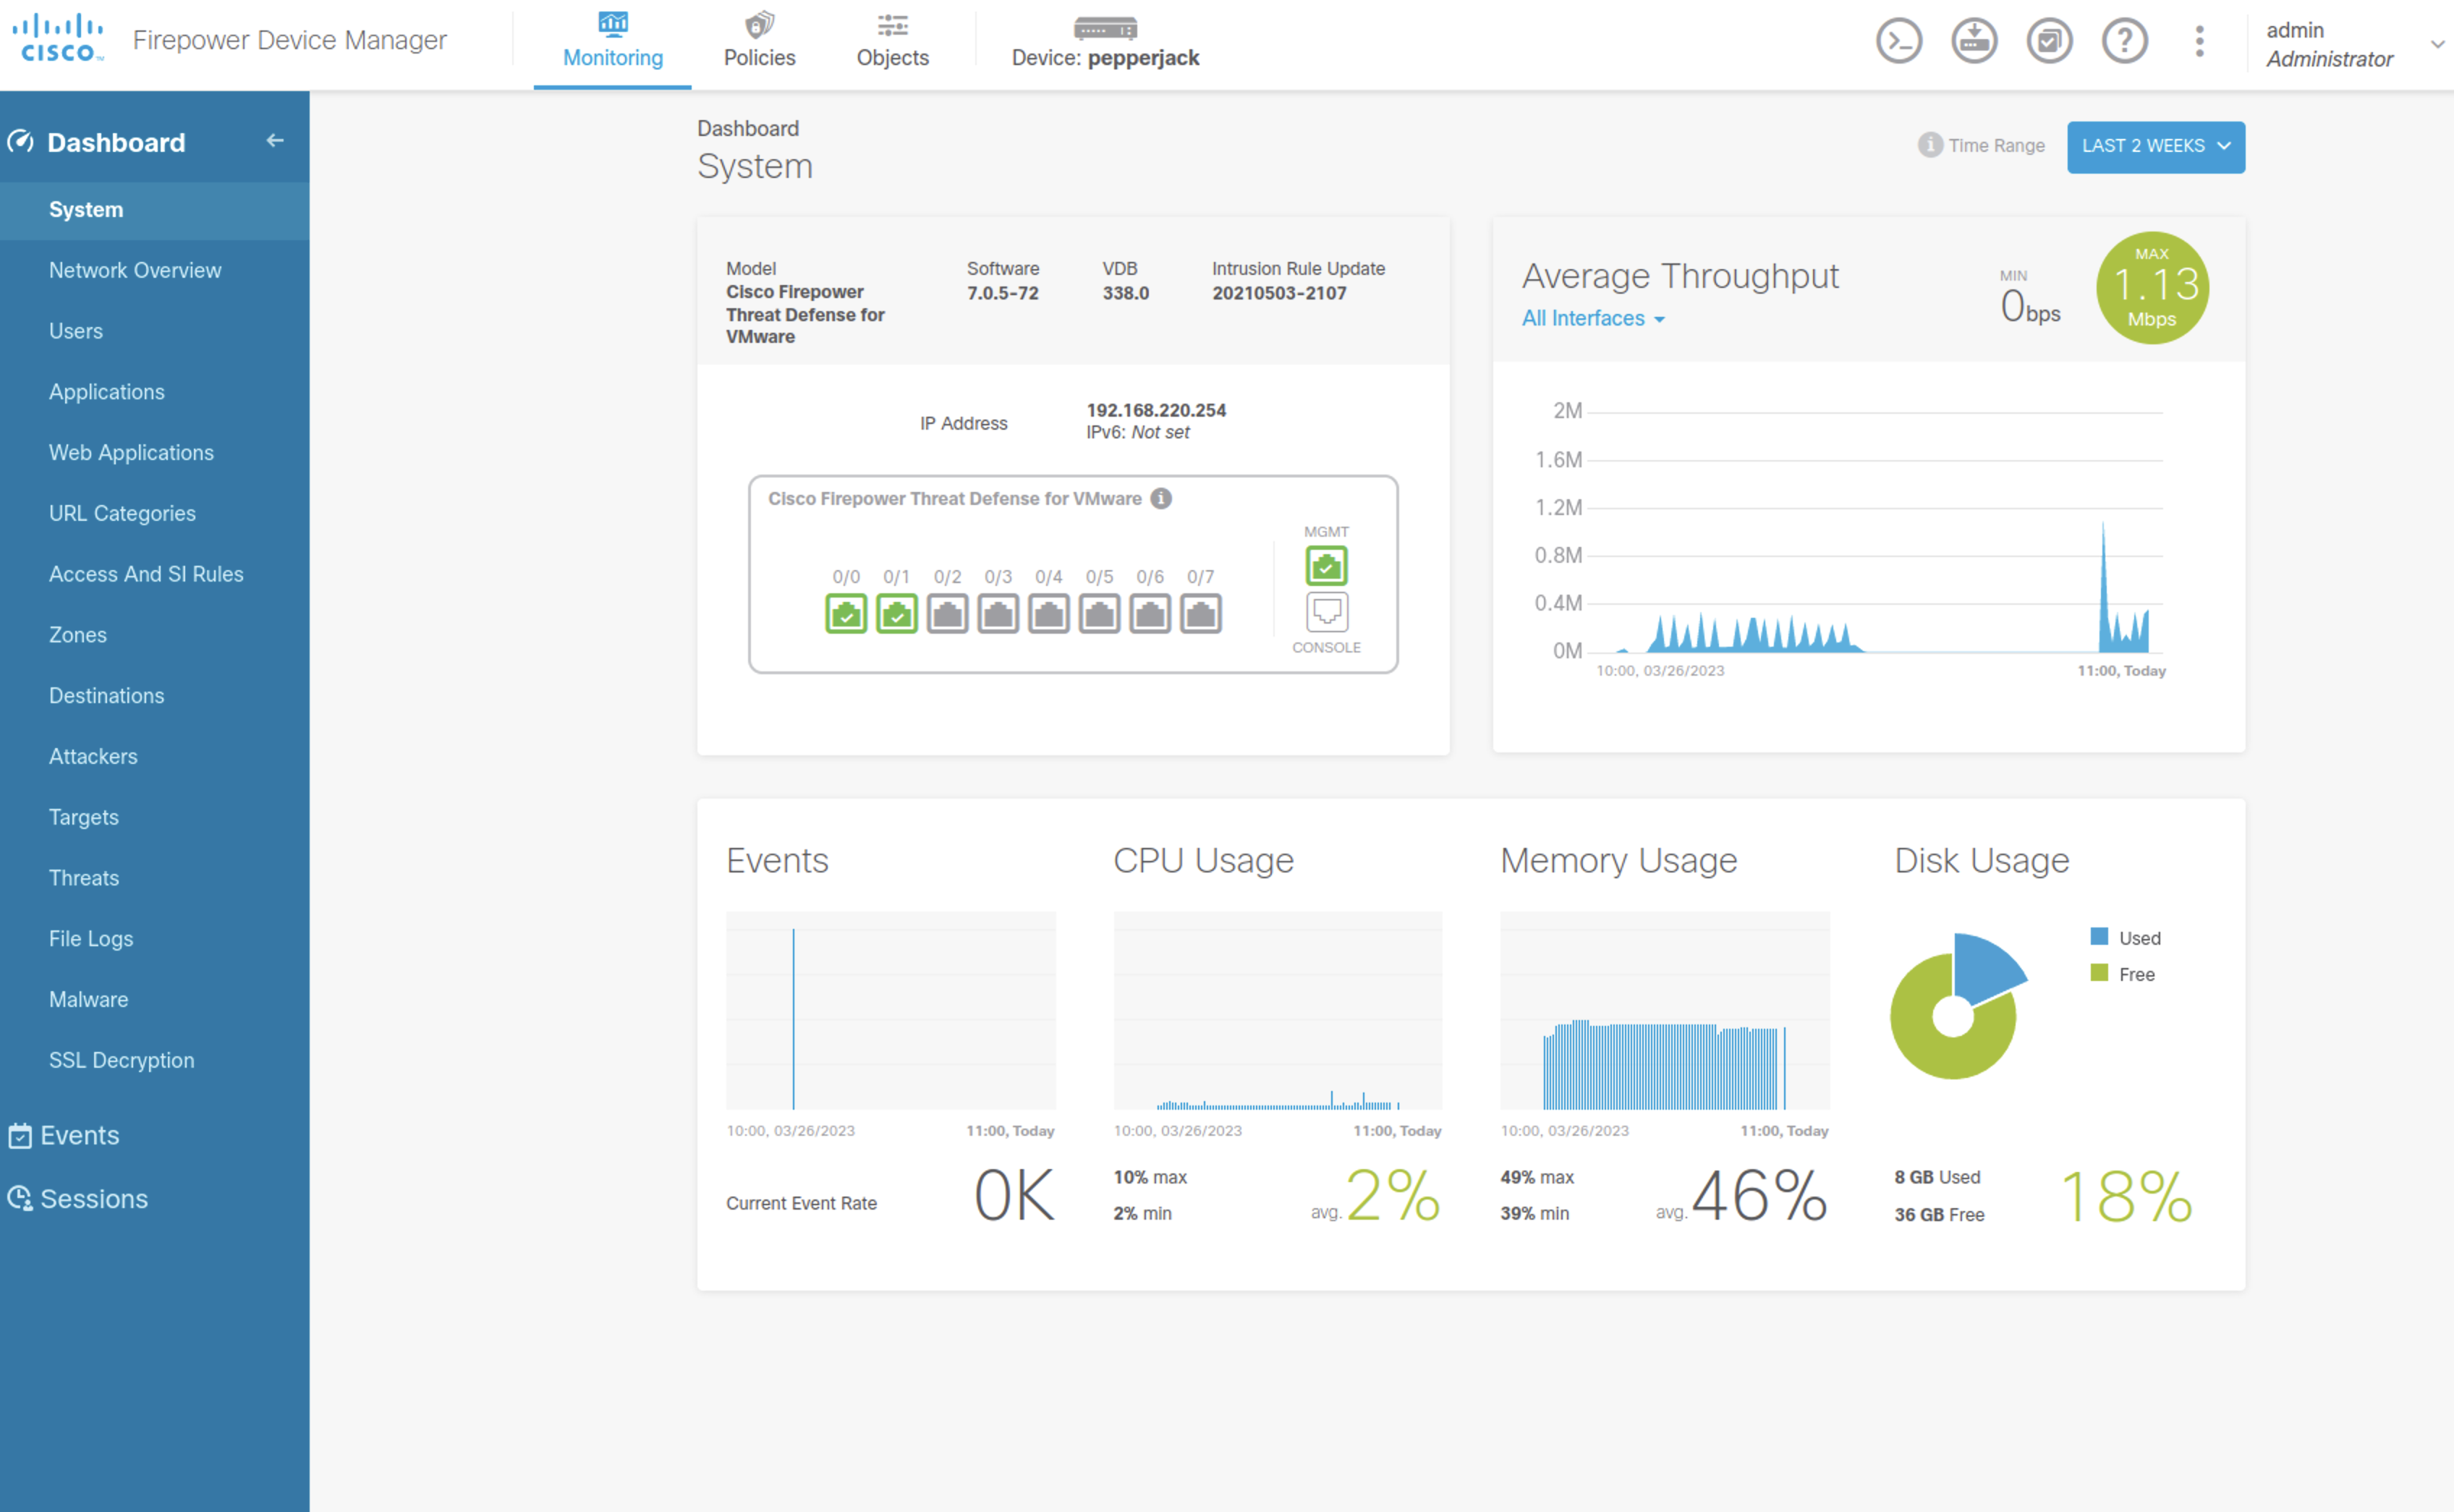 CISCO
Firepower Device Manager
Monitoring
Policies
Objects
Device: pepperjack
admin
Administrator
Dashboard
System
Network Overview
Users
Applications
Web Applications
URL Categories
Access And SI Rules
Zones
Destinations
Attackers
Targets
Threats
File Logs
Malware
SSL Decryption
Events
Sessions
Dashboard
System
Time Range
LAST 2 WEEKS
Model
Cisco Firepower
Threat Defense for
VMware
Software
7.0.5-72
VDB
338.0
Intrusion Rule Update
20210503-2107
IP Address
192.168.220.254
IPv6: Not set
Cisco Firepower Threat Defense for VMware
0/0 0/1 0/2 0/3 0/4 0/5 0/6 0/7
MGMT
CONSOLE
Average Throughput
All Interfaces
MIN
0bps
MAX
1.13
Mbps
2M
1.6M
1.2M
0.8M
0.4M
0M
10:00, 03/26/2023
11:00, Today
Events
10:00, 03/26/2023
11:00, Today
Current Event Rate
0K
CPU Usage
10:00, 03/26/2023
11:00, Today
10% max
2% min
avg. 2%
Memory Usage
10:00, 03/26/2023
11:00, Today
49% max
39% min
avg. 46%
Disk Usage
Used
Free
8 GB Used
36 GB Free
18%